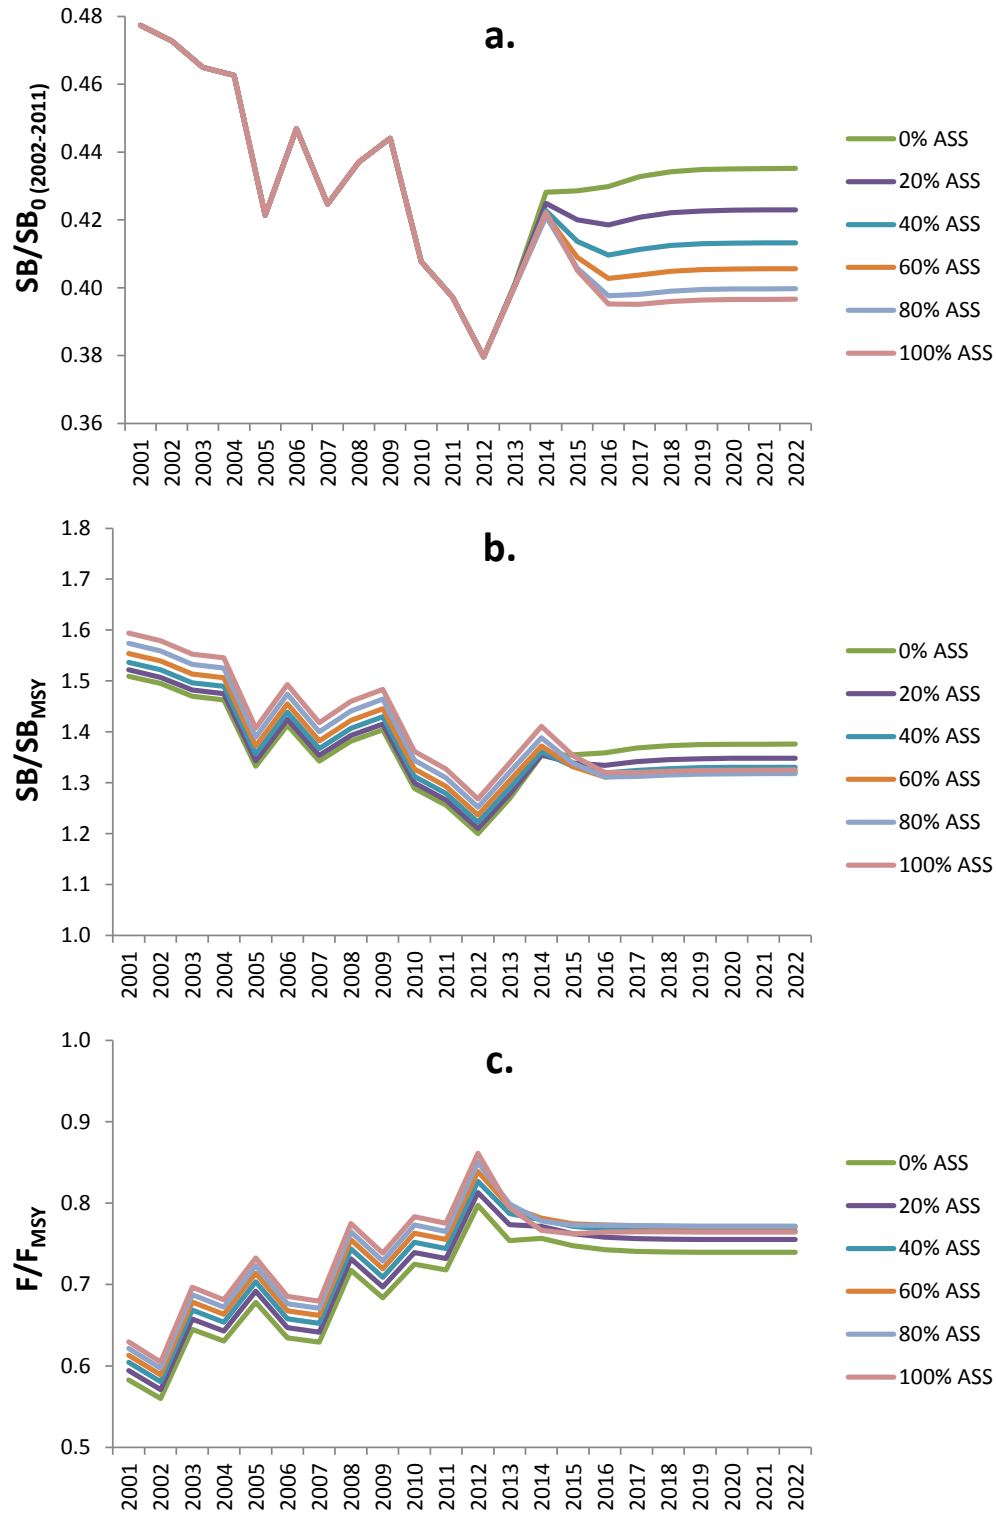 a.
SB/SB0 (2002-2011)
0.48
0.46
0.44
0.42
0.40
0.38
0.36
2001 2002 2003 2004 2005 2006 2007 2008 2009 2010 2011 2012 2013 2014 2015 2016 2017 2018 2019 2020 2021 2022
0% ASS
20% ASS
40% ASS
60% ASS
80% ASS
100% ASS
b.
SB/SBMSY
1.8
1.7
1.6
1.5
1.4
1.3
1.2
1.1
1.0
2001 2002 2003 2004 2005 2006 2007 2008 2009 2010 2011 2012 2013 2014 2015 2016 2017 2018 2019 2020 2021 2022
0% ASS
20% ASS
40% ASS
60% ASS
80% ASS
100% ASS
c.
F/FMSY
1.0
0.9
0.8
0.7
0.6
0.5
2001 2002 2003 2004 2005 2006 2007 2008 2009 2010 2011 2012 2013 2014 2015 2016 2017 2018 2019 2020 2021 2022
0% ASS
20% ASS
40% ASS
60% ASS
80% ASS
100% ASS